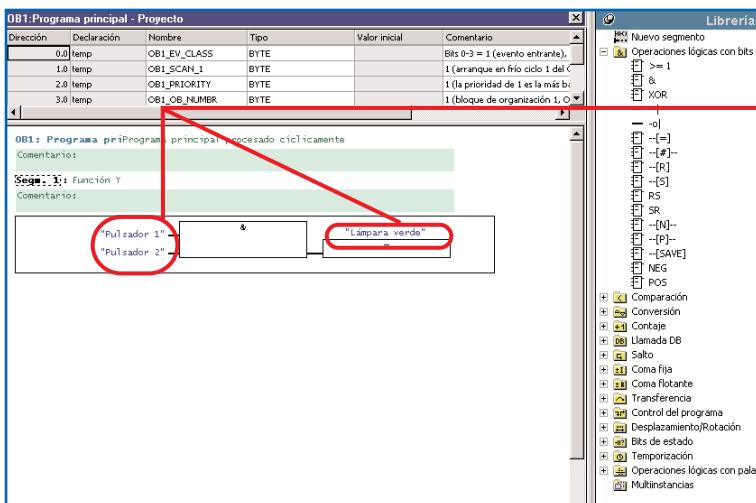 OB1:Programa principal - Proyecto
Dirección Declaración Nombre Tipo Valor inicial Comentario
0.0 temp OB1_EV_CLASS BYTE Bits 0-3 = 1 (evento entrante),
1.0 temp OB1_SCAN_1 BYTE 1 (arranque en frío ciclo 1 del
2.0 temp OB1_PRIORITY BYTE 1 (la prioridad de 1 es la más
3.0 temp OB1_OB_NUMBR BYTE 1 (bloque de organización 1,
OB1: Programa priPrograma principal procesado cíclicamente
Comentario:
Segm. 1: Función Y
Comentario:
&
"Pulsador 1"
"Pulsador 2"
"Lámpara verde"
=
Librería
Nuevo segmento
Operaciones lógicas con bits
>= 1
&
XOR
-o|
--[=]
--[#]--
--[R]
--[S]
RS
SR
--[N]--
--[P]--
--[SAVE]
NEG
POS
Comparación
Conversión
Contaje
Llamada DB
Salto
Coma fija
Coma flotante
Transferencia
Control del programa
Desplazamiento/Rotación
Bits de estado
Temporización
Operaciones lógicas con pala
Multiinstancias